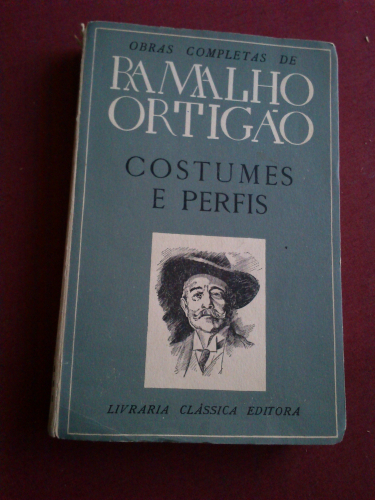 OBRAS COMPLETAS DE
RAMALHO
ORTIGÃO
COSTUMES
E PERFIS
LIVRARIA CLÁSSICA EDITORA